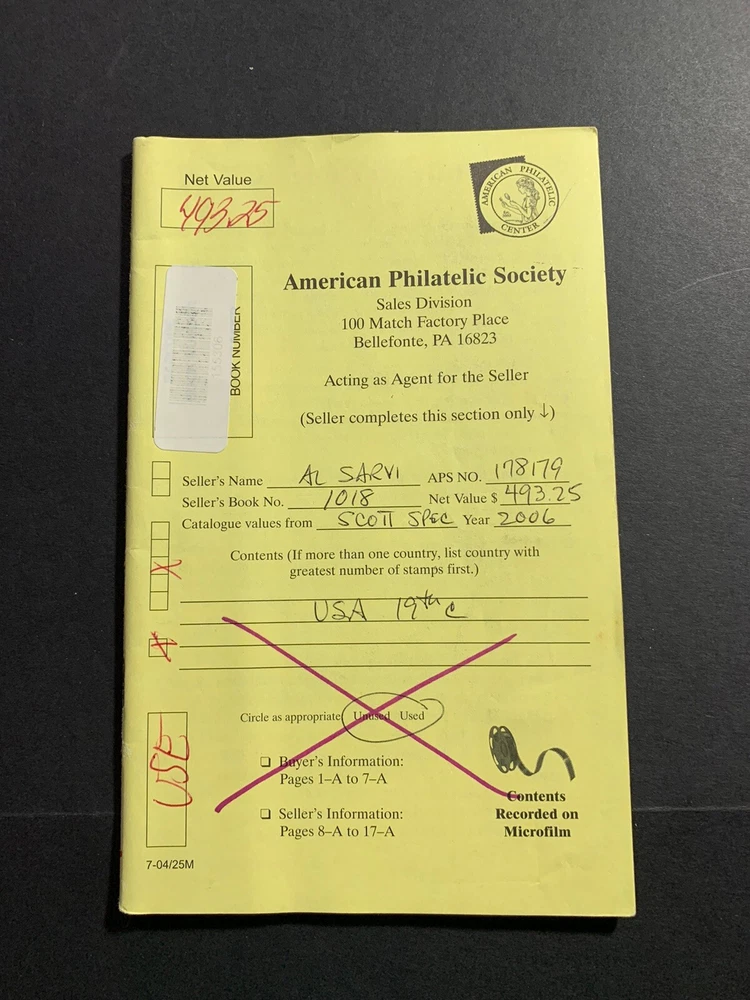 Net Value
493.25
AMERICAN PHILATELIC
CENTER
BOOK NUMBER
American Philatelic Society
Sales Division
100 Match Factory Place
Bellefonte, PA 16823
Acting as Agent for the Seller
(Seller completes this section only ↓)
Seller's Name AL SARVI APS NO. 178179
Seller's Book No. 1018 Net Value $ 493.25
Catalogue values from SCOTT SPEC Year 2006
Contents (If more than one country, list country with
greatest number of stamps first.)
USA 19th c
Circle as appropriate: Unused Used
❏ Buyer's Information:
Pages 1–A to 7–A
❏ Seller's Information:
Pages 8–A to 17–A
USE
Contents
Recorded on
Microfilm
7-04/25M